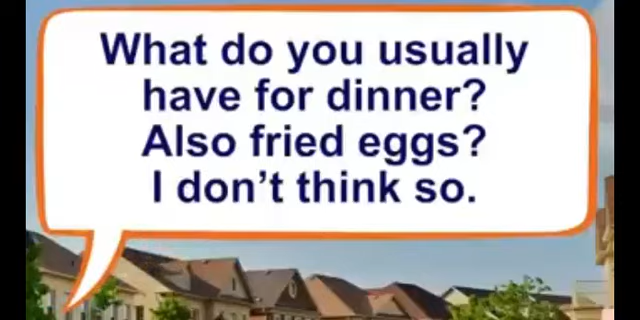 What do you usually
have for dinner?
Also fried eggs?
I don't think so.